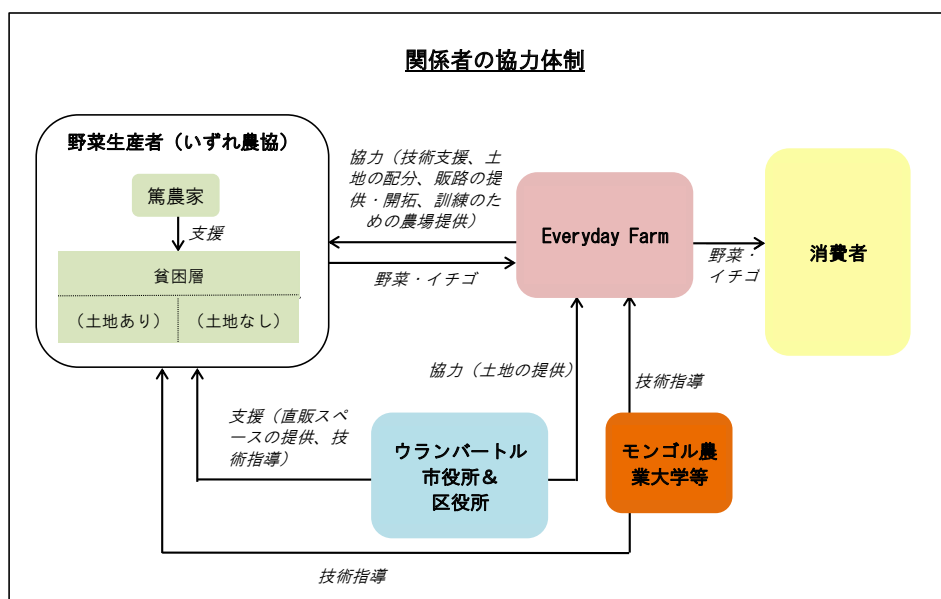 関係者の協力体制
野菜生産者（いずれ農協）
篤農家
支援
貧困層
（土地あり）
（土地なし）
協力（技術支援、土
地の配分、販路の提
供・開拓、訓練のため
の農場提供）
野菜・イチゴ
Everyday Farm
野菜・
イチゴ
消費者
協力（土地の提供）
技術指導
支援（直販スペ
ースの提供、技
術指導）
ウランバートル
市役所＆
区役所
モンゴル農
業大学等
技術指導